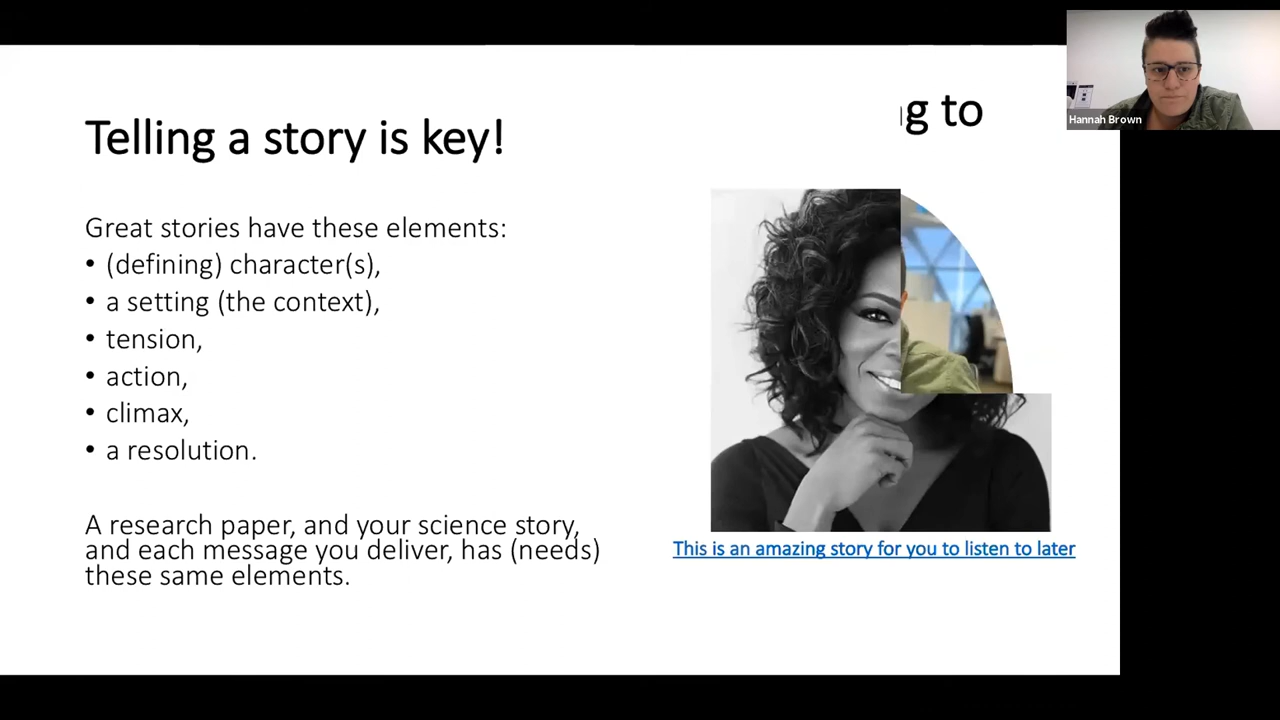 Telling a story is key!
g to
Hannah Brown
Great stories have these elements:
• (defining) character(s),
• a setting (the context),
• tension,
• action,
• climax,
• a resolution.
A research paper, and your science story,
and each message you deliver, has (needs)
these same elements.
This is an amazing story for you to listen to later